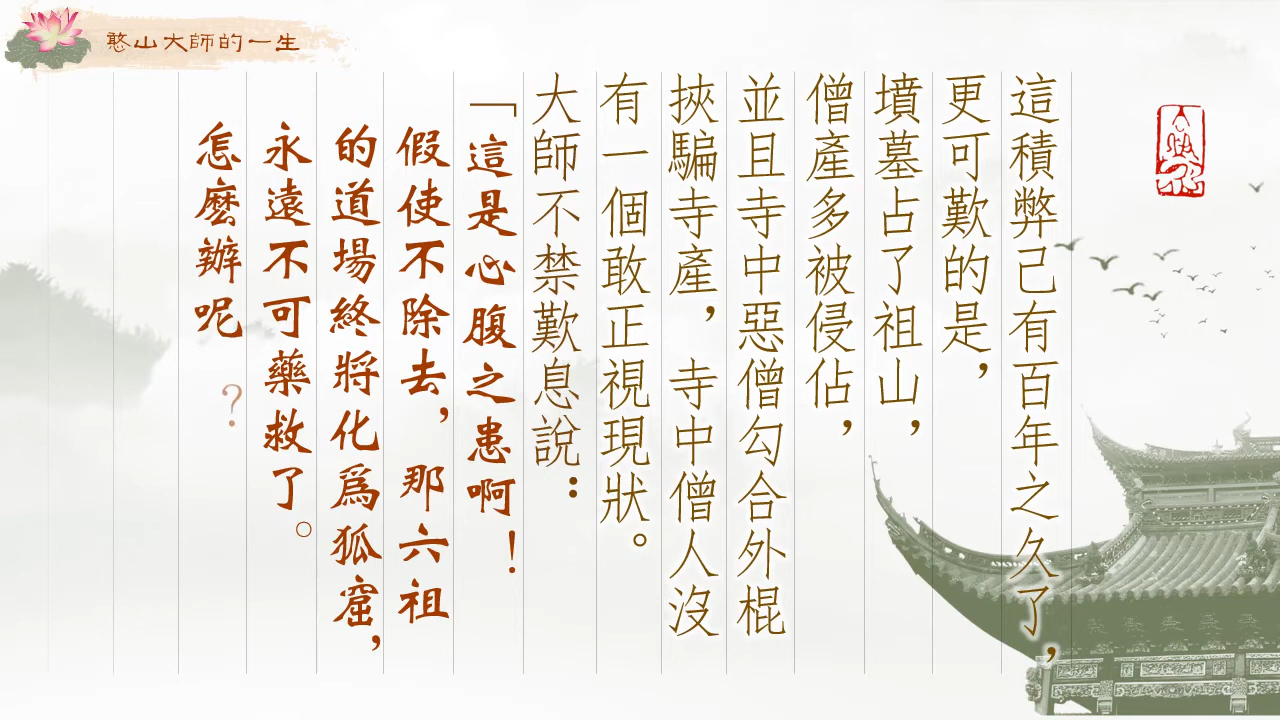 憨山大師的一生
這積弊己有百年之久了，
更可歎的是，
墳墓占了祖山，
僧產多被侵佔，
並且寺中惡僧勾合外棍
挾騙寺產，寺中僧人沒
有一個敢正視現狀。
大師不禁歎息說：
「這是心腹之患啊！
假使不除去，那六祖
的道場終將化爲狐窟，
永遠不可藥救了。
怎麼辦呢？